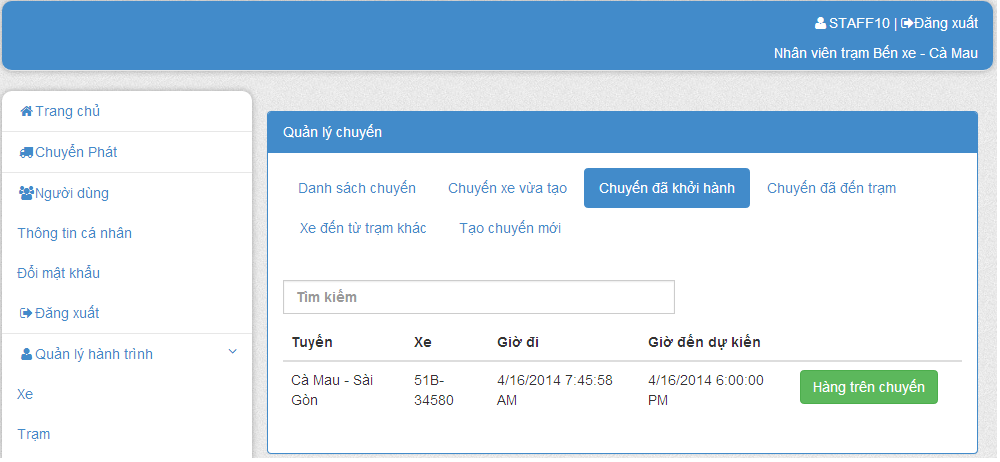 STAFF10 | Đăng xuất
Nhân viên trạm Bến xe - Cà Mau
Trang chủ
Chuyển Phát
Người dùng
Thông tin cá nhân
Đổi mật khẩu
Đăng xuất
Quản lý hành trình
Xe
Trạm
Quản lý chuyến
Danh sách chuyến Chuyến xe vừa tạo Chuyến đã khởi hành Chuyến đã đến trạm
Xe đến từ trạm khác Tạo chuyến mới
Tìm kiếm
Tuyến Xe Giờ đi Giờ đến dự kiến
Cà Mau - Sài 51B- 4/16/2014 7:45:58 4/16/2014 6:00:00 Hàng trên chuyến
Gòn 34580 AM PM